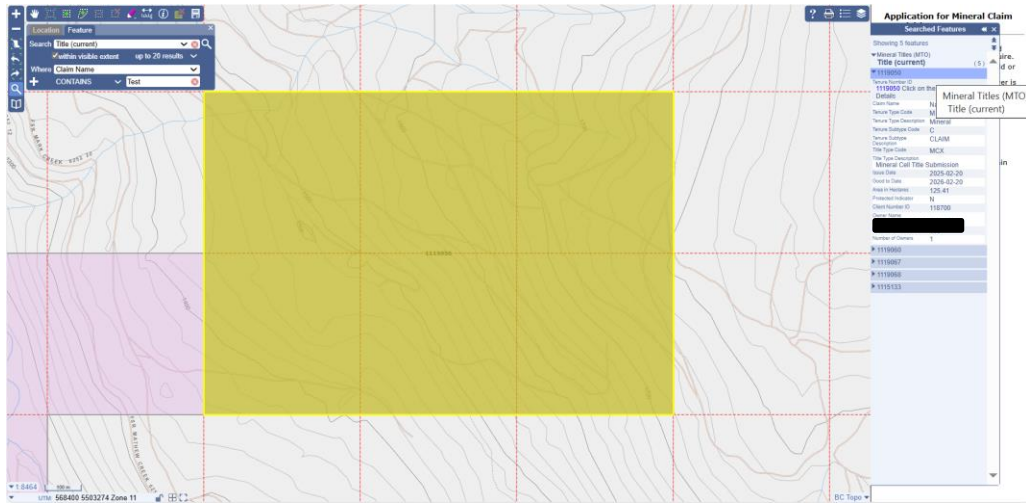 Location Feature
Search Title (current)
within visible extent up to 20 results
Where Claim Name
CONTAINS Test
Application for Mineral Claim
Searched Features
Showing 5 features
Mineral Titles (MTO)
Title (current) (5)
1119050
Tenure Number ID
1119050 Click on the
Details:
Mineral Titles (MTO
Title (current)
Claim Name
Tenure Type Code M
Tenure Type Description Mineral
Tenure Subtype Code C
Tenure Subtype Description CLAIM
Title Type Code MCX
Title Type Description
Mineral Cell Title Submission
Issue Date 2025-02-20
Good to Date 2026-02-20
Area in Hectares 125.41
Protected Indicator N
Client Number ID 118700
Owner Name
Number of Owners 1
1119060
1119067
1119068
1115133
1:8464
UTM: 568400 5503274 Zone 11
BC Topo